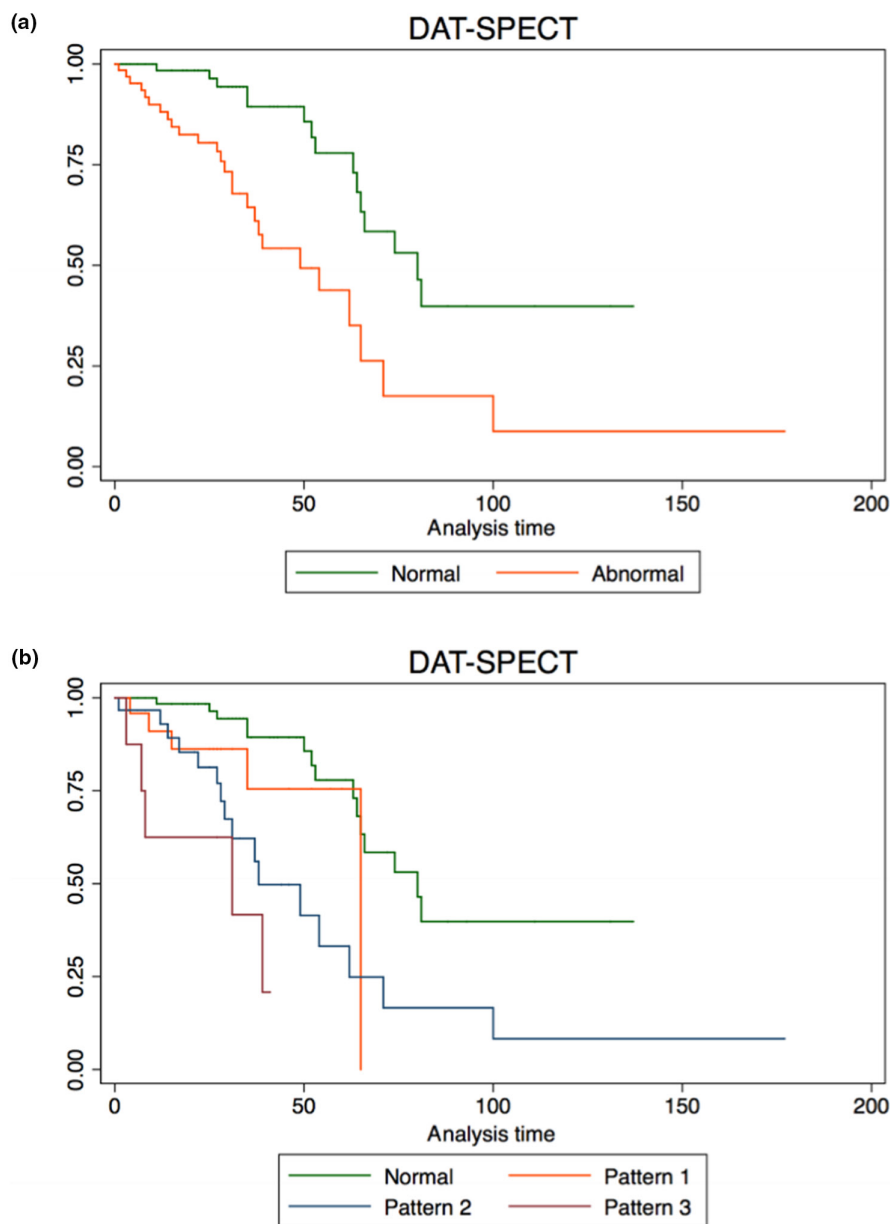 (a)
DAT-SPECT
1.00
0.75
0.50
0.25
0.00
0 50 100 150 200
Analysis time
Normal Abnormal
(b)
DAT-SPECT
1.00
0.75
0.50
0.25
0.00
0 50 100 150 200
Analysis time
Normal Pattern 1
Pattern 2 Pattern 3